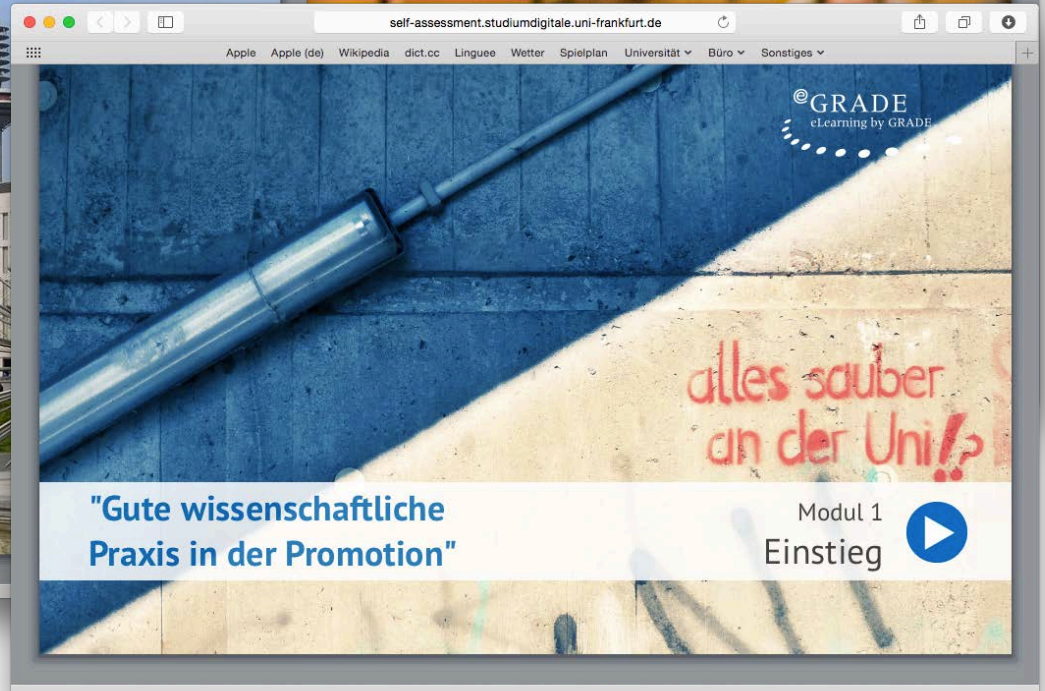 self-assessment.studiumdigitale.uni-frankfurt.de
Apple Apple (de) Wikipedia dict.cc Linguee Wetter Spielplan Universität Büro Sonstiges
eGRADE
eLearning by GRADE
alles sauber
an der Uni!?
"Gute wissenschaftliche
Praxis in der Promotion"
Modul 1
Einstieg